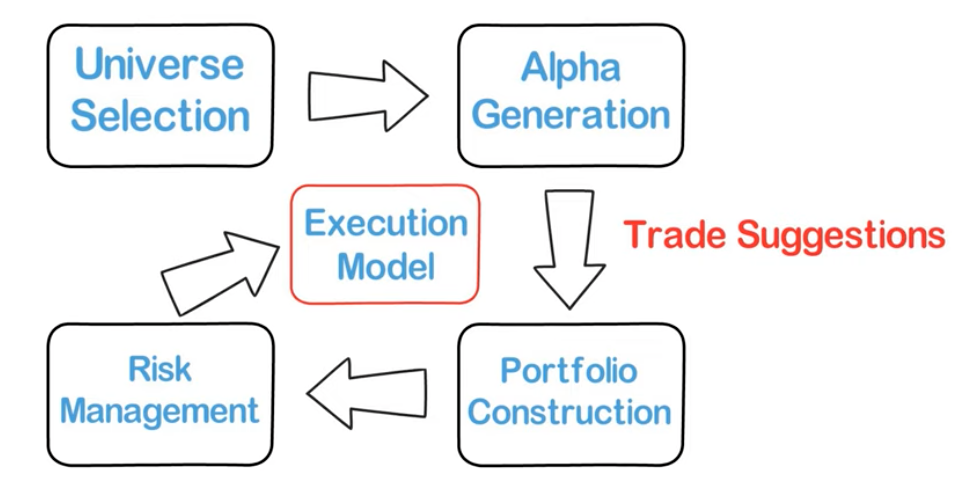 Universe
Selection
Alpha
Generation
Execution
Model
Trade Suggestions
Risk
Management
Portfolio
Construction